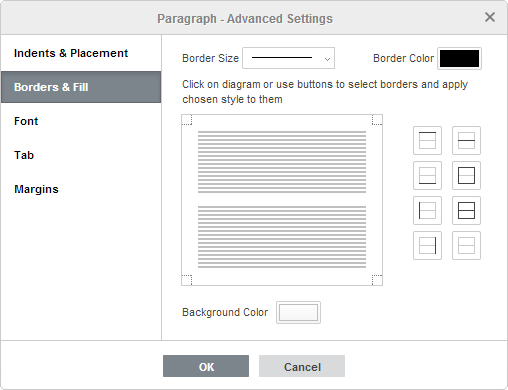 Paragraph - Advanced Settings
Indents & Placement
Borders & Fill
Font
Tab
Margins
Border Size
Border Color
Click on diagram or use buttons to select borders and apply
chosen style to them
Background Color
OK
Cancel